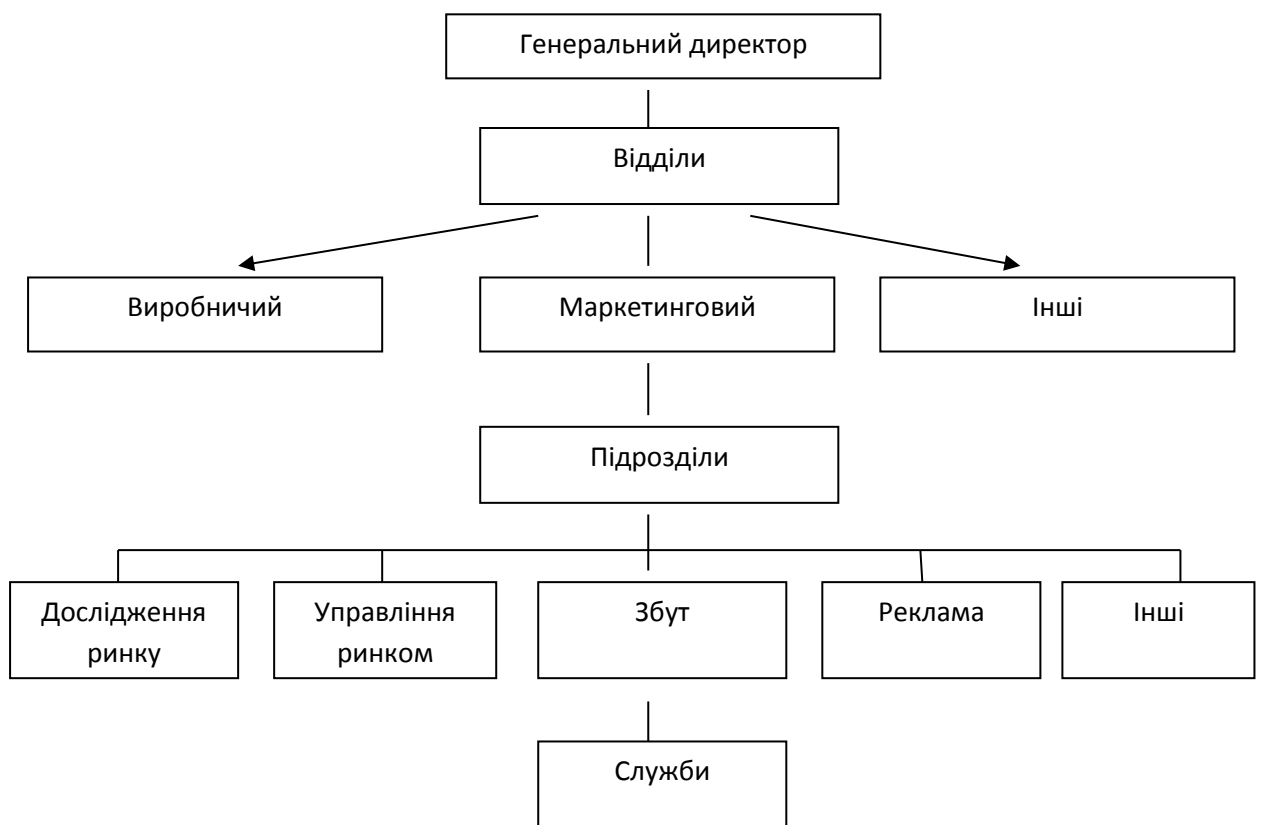 Генеральний директор
Відділи
Виробничий
Маркетинговий
Інші
Підрозділи
Дослідження
ринку
Управління
ринком
Збут
Реклама
Інші
Служби